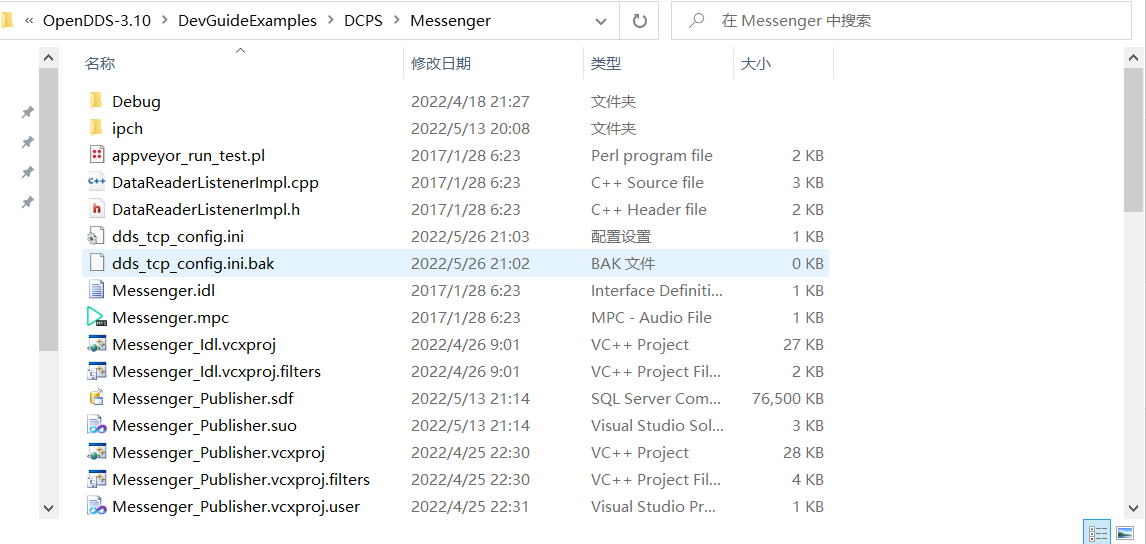 « OpenDDS-3.10 > DevGuideExamples > DCPS > Messenger 在 Messenger 中搜索
名称 修改日期 类型 大小
Debug 2022/4/18 21:27 文件夹
ipch 2022/5/13 20:08 文件夹
appveyor_run_test.pl 2017/1/28 6:23 Perl program file 2 KB
DataReaderListenerImpl.cpp 2017/1/28 6:23 C++ Source file 3 KB
DataReaderListenerImpl.h 2017/1/28 6:23 C++ Header file 2 KB
dds_tcp_config.ini 2022/5/26 21:03 配置设置 1 KB
dds_tcp_config.ini.bak 2022/5/26 21:02 BAK 文件 0 KB
Messenger.idl 2017/1/28 6:23 Interface Definiti... 1 KB
Messenger.mpc 2017/1/28 6:23 MPC - Audio File 1 KB
Messenger_Idl.vcxproj 2022/4/26 9:01 VC++ Project 27 KB
Messenger_Idl.vcxproj.filters 2022/4/26 9:01 VC++ Project Fil... 2 KB
Messenger_Publisher.sdf 2022/5/13 21:14 SQL Server Com... 76,500 KB
Messenger_Publisher.suo 2022/5/13 21:14 Visual Studio Sol... 3 KB
Messenger_Publisher.vcxproj 2022/4/25 22:30 VC++ Project 28 KB
Messenger_Publisher.vcxproj.filters 2022/4/25 22:30 VC++ Project Fil... 4 KB
Messenger_Publisher.vcxproj.user 2022/4/25 22:31 Visual Studio Pr... 1 KB